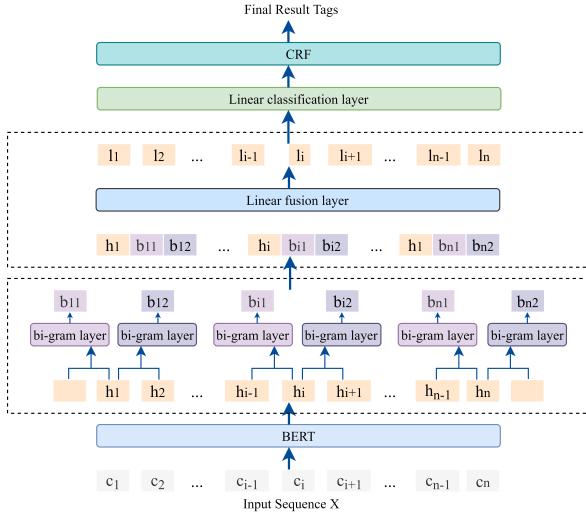 Final Result Tags
CRF
Linear classification layer
l1 l2 ... li-1 li li+1 ... ln-1 ln
Linear fusion layer
h1 b11 b12 ... hi bi1 bi2 ... h1 bn1 bn2
b11 b12 bi1 bi2 bn1 bn2
bi-gram layer bi-gram layer bi-gram layer bi-gram layer bi-gram layer bi-gram layer
h1 h2 ... hi-1 hi hi+1 ... hn-1 hn
BERT
c1 c2 ... ci-1 ci ci+1 ... cn-1 cn
Input Sequence X